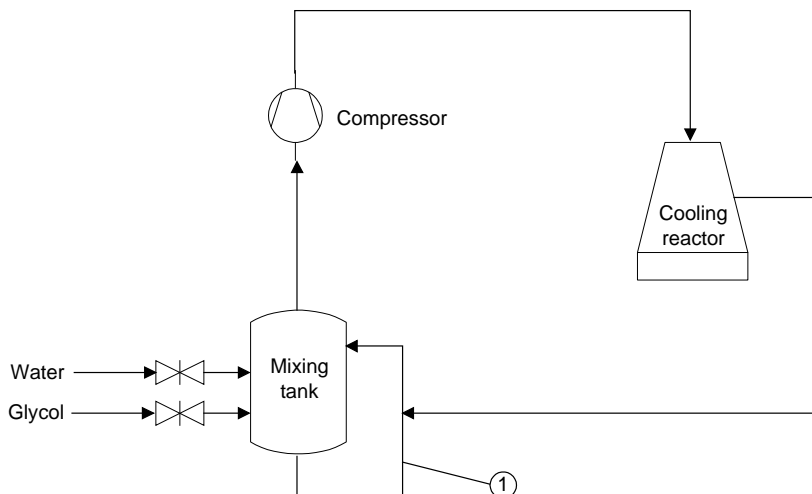 Compressor
Cooling
reactor
Water
Mixing
tank
Glycol
1